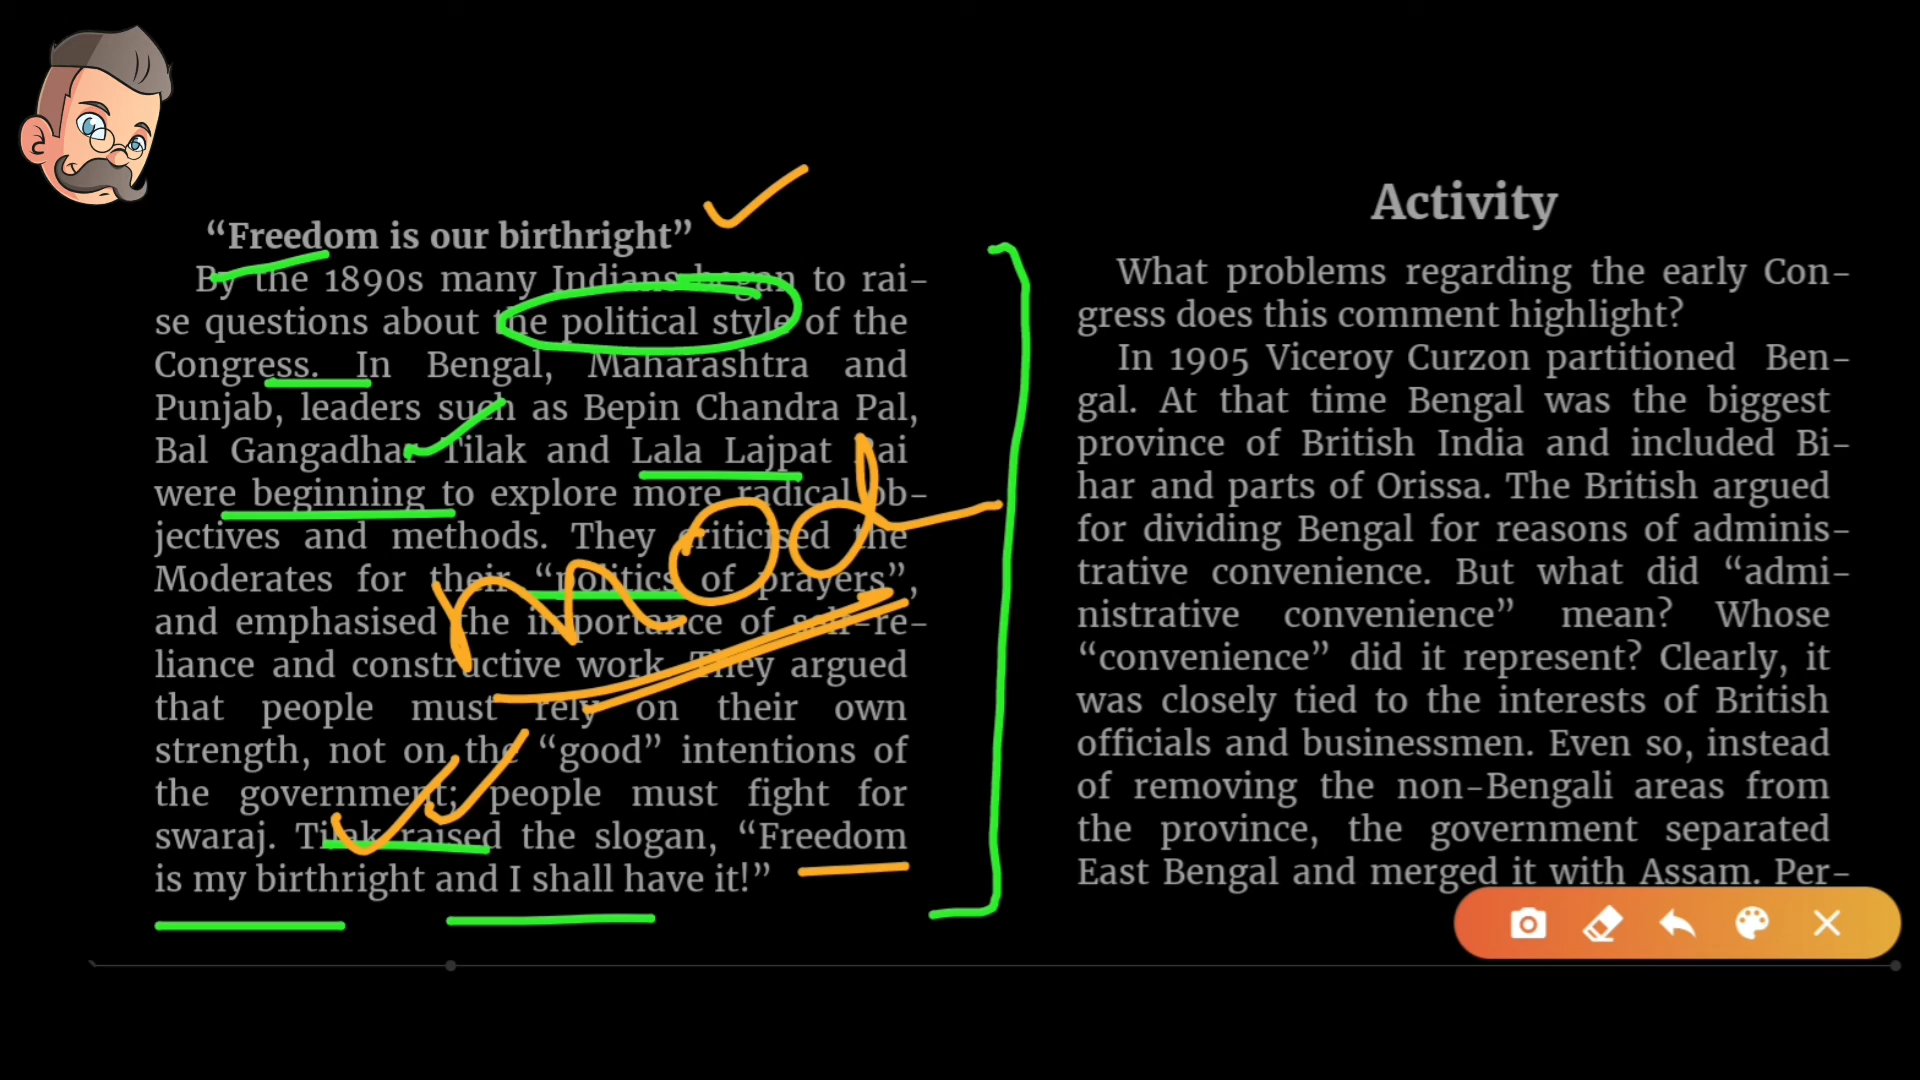 “Freedom is our birthright”
By the 1890s many Indians began to rai-
se questions about the political style of the
Congress. In Bengal, Maharashtra and
Punjab, leaders such as Bepin Chandra Pal,
Bal Gangadhar Tilak and Lala Lajpat Rai
were beginning to explore more radical ob-
jectives and methods. They criticised the
Moderates for their “politics of prayers”,
and emphasised the importance of self-re-
liance and constructive work. They argued
that people must rely on their own
strength, not on the “good” intentions of
the government; people must fight for
swaraj. Tilak raised the slogan, “Freedom
is my birthright and I shall have it!”
mood
Activity
What problems regarding the early Con-
gress does this comment highlight?
In 1905 Viceroy Curzon partitioned Ben-
gal. At that time Bengal was the biggest
province of British India and included Bi-
har and parts of Orissa. The British argued
for dividing Bengal for reasons of adminis-
trative convenience. But what did “admi-
nistrative convenience” mean? Whose
“convenience” did it represent? Clearly, it
was closely tied to the interests of British
officials and businessmen. Even so, instead
of removing the non-Bengali areas from
the province, the government separated
East Bengal and merged it with Assam. Per-